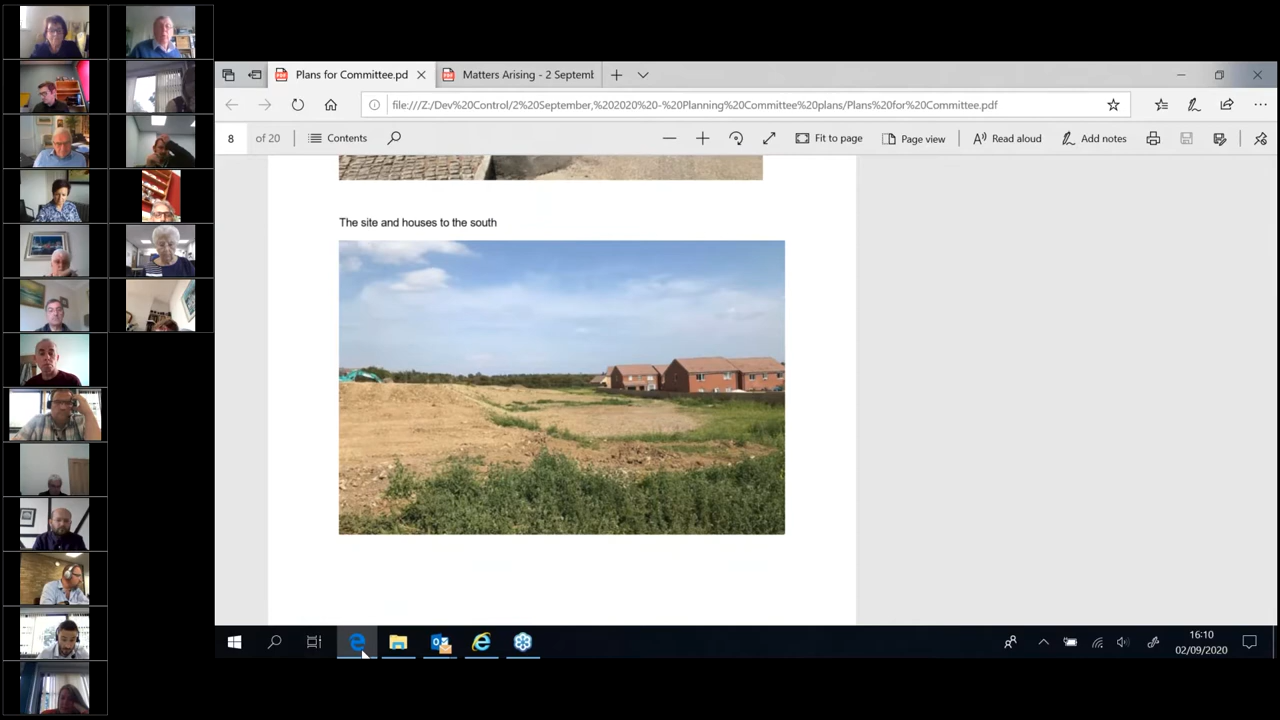 Plans for Committee.pd
Matters Arising - 2 Septemb
file:///Z:/Dev%20Control/2%20September,%202020%20-%20Planning%20Committee%20plans/Plans%20for%20Committee.pdf
8 of 20 Contents Fit to page Page view Read aloud Add notes
The site and houses to the south
16:10
02/09/2020